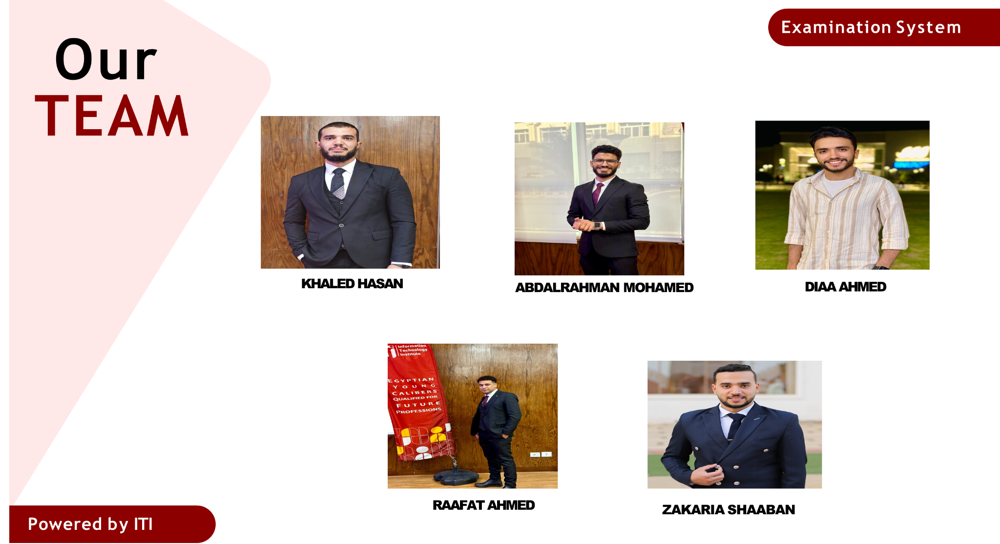 Examination System
Our
TEAM
KHALED HASAN
ABDALRAHMAN MOHAMED
DIAA AHMED
Information
Technology
Institute
EGYPTIAN
YOUNG
CALIBERS
QUALIFIED FOR
FUTURE
PROFESSIONS
RAAFAT AHMED
ZAKARIA SHAABAN
Powered by ITI